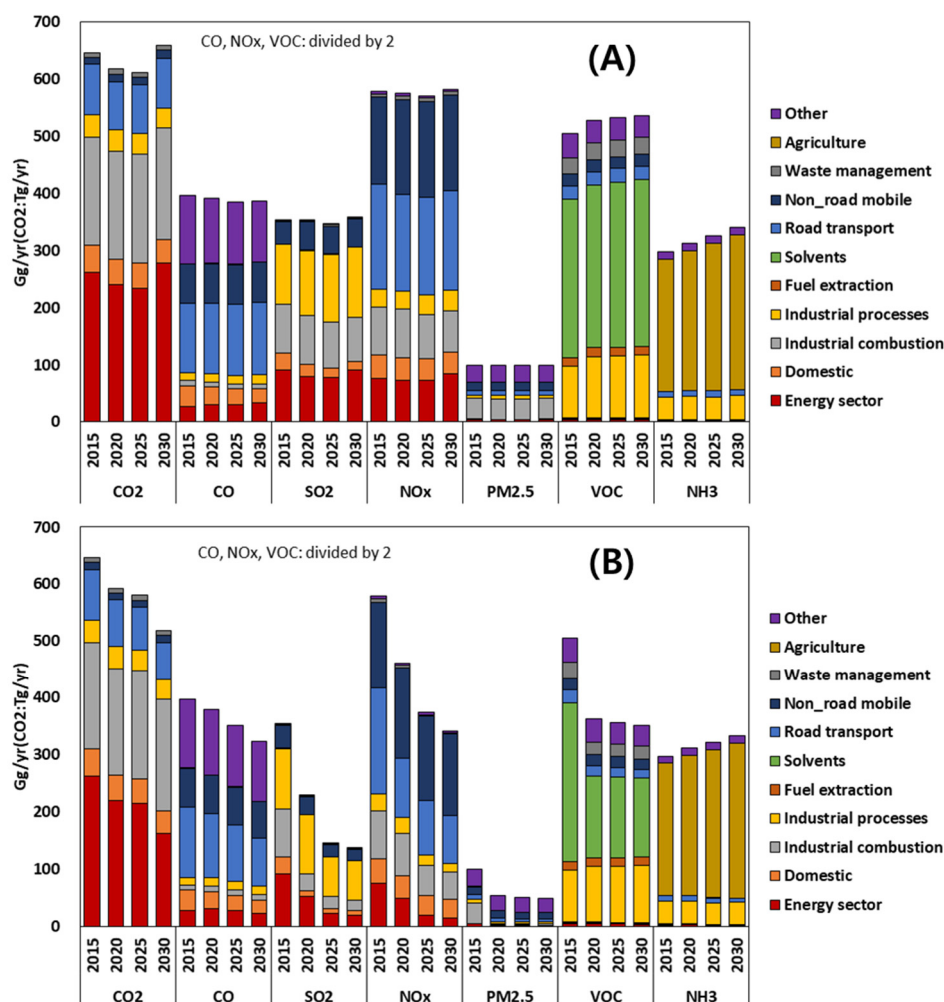 700
600
500
400
300
200
100
0
Gg/yr(CO2:Tg/yr)
CO, NOx, VOC: divided by 2
(A)
Other
Agriculture
Waste management
Non_road mobile
Road transport
Solvents
Fuel extraction
Industrial processes
Industrial combustion
Domestic
Energy sector
2015 2020 2025 2030 2015 2020 2025 2030 2015 2020 2025 2030 2015 2020 2025 2030 2015 2020 2025 2030 2015 2020 2025 2030 2015 2020 2025 2030
CO2 CO SO2 NOx PM2.5 VOC NH3
700
600
500
400
300
200
100
0
Gg/yr(CO2:Tg/yr)
CO, NOx, VOC: divided by 2
(B)
Other
Agriculture
Waste management
Non_road mobile
Road transport
Solvents
Fuel extraction
Industrial processes
Industrial combustion
Domestic
Energy sector
2015 2020 2025 2030 2015 2020 2025 2030 2015 2020 2025 2030 2015 2020 2025 2030 2015 2020 2025 2030 2015 2020 2025 2030 2015 2020 2025 2030
CO2 CO SO2 NOx PM2.5 VOC NH3